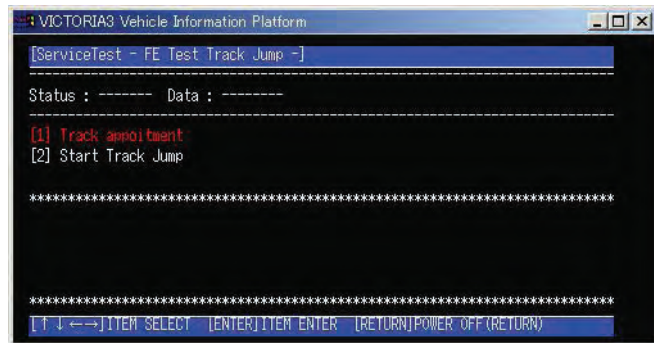 VICTORIA3 Vehicle Information Platform
[ServiceTest - FE Test Track Jump -]
--------------------------------------------------------------------------
Status : ------- Data : --------
--------------------------------------------------------------------------
[1] Track appoitment
[2] Start Track Jump
**************************************************************************
**************************************************************************
[↑↓←→]ITEM SELECT [ENTER]ITEM ENTER [RETURN]POWER OFF(RETURN)